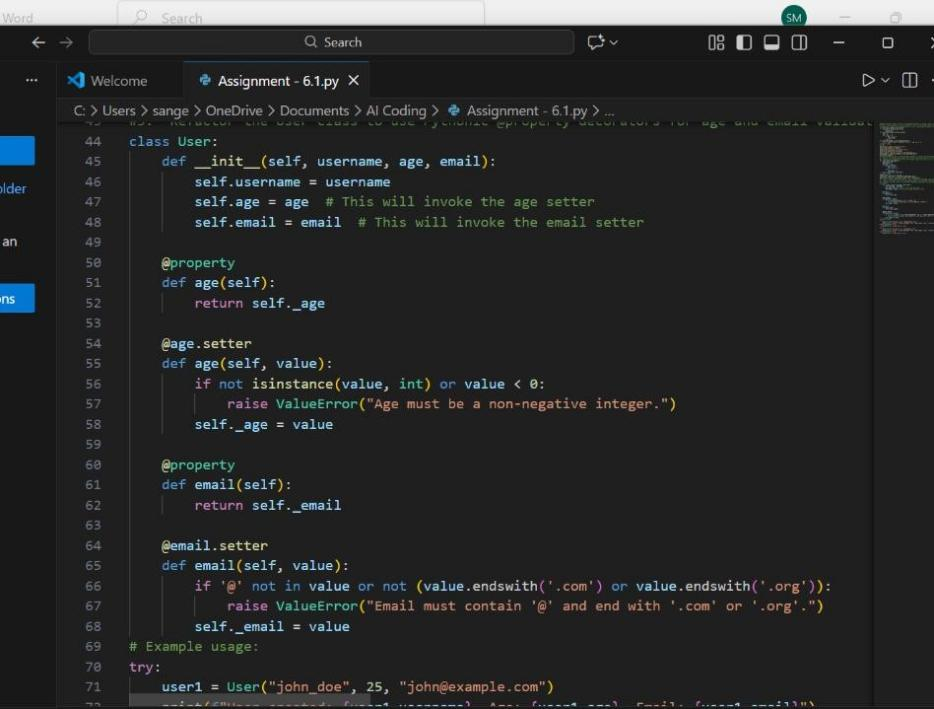 Word
Search
SM
Search
Welcome
Assignment - 6.1.py
C: > Users > sange > OneDrive > Documents > AI Coding > Assignment - 6.1.py > ...
older
an
ons
#3. Refactor the User class to use Pythonic @property decorators for age and email validat
44 class User:
45     def __init__(self, username, age, email):
46         self.username = username
47         self.age = age  # This will invoke the age setter
48         self.email = email  # This will invoke the email setter
49
50     @property
51     def age(self):
52         return self._age
53
54     @age.setter
55     def age(self, value):
56         if not isinstance(value, int) or value < 0:
57             raise ValueError("Age must be a non-negative integer.")
58         self._age = value
59
60     @property
61     def email(self):
62         return self._email
63
64     @email.setter
65     def email(self, value):
66         if '@' not in value or not (value.endswith('.com') or value.endswith('.org')):
67             raise ValueError("Email must contain '@' and end with '.com' or '.org'.")
68         self._email = value
69 # Example usage:
70 try:
71     user1 = User("john_doe", 25, "john@example.com")
72     print(f"User created: {user1.username}, Age: {user1.age}, Email: {user1.email}")